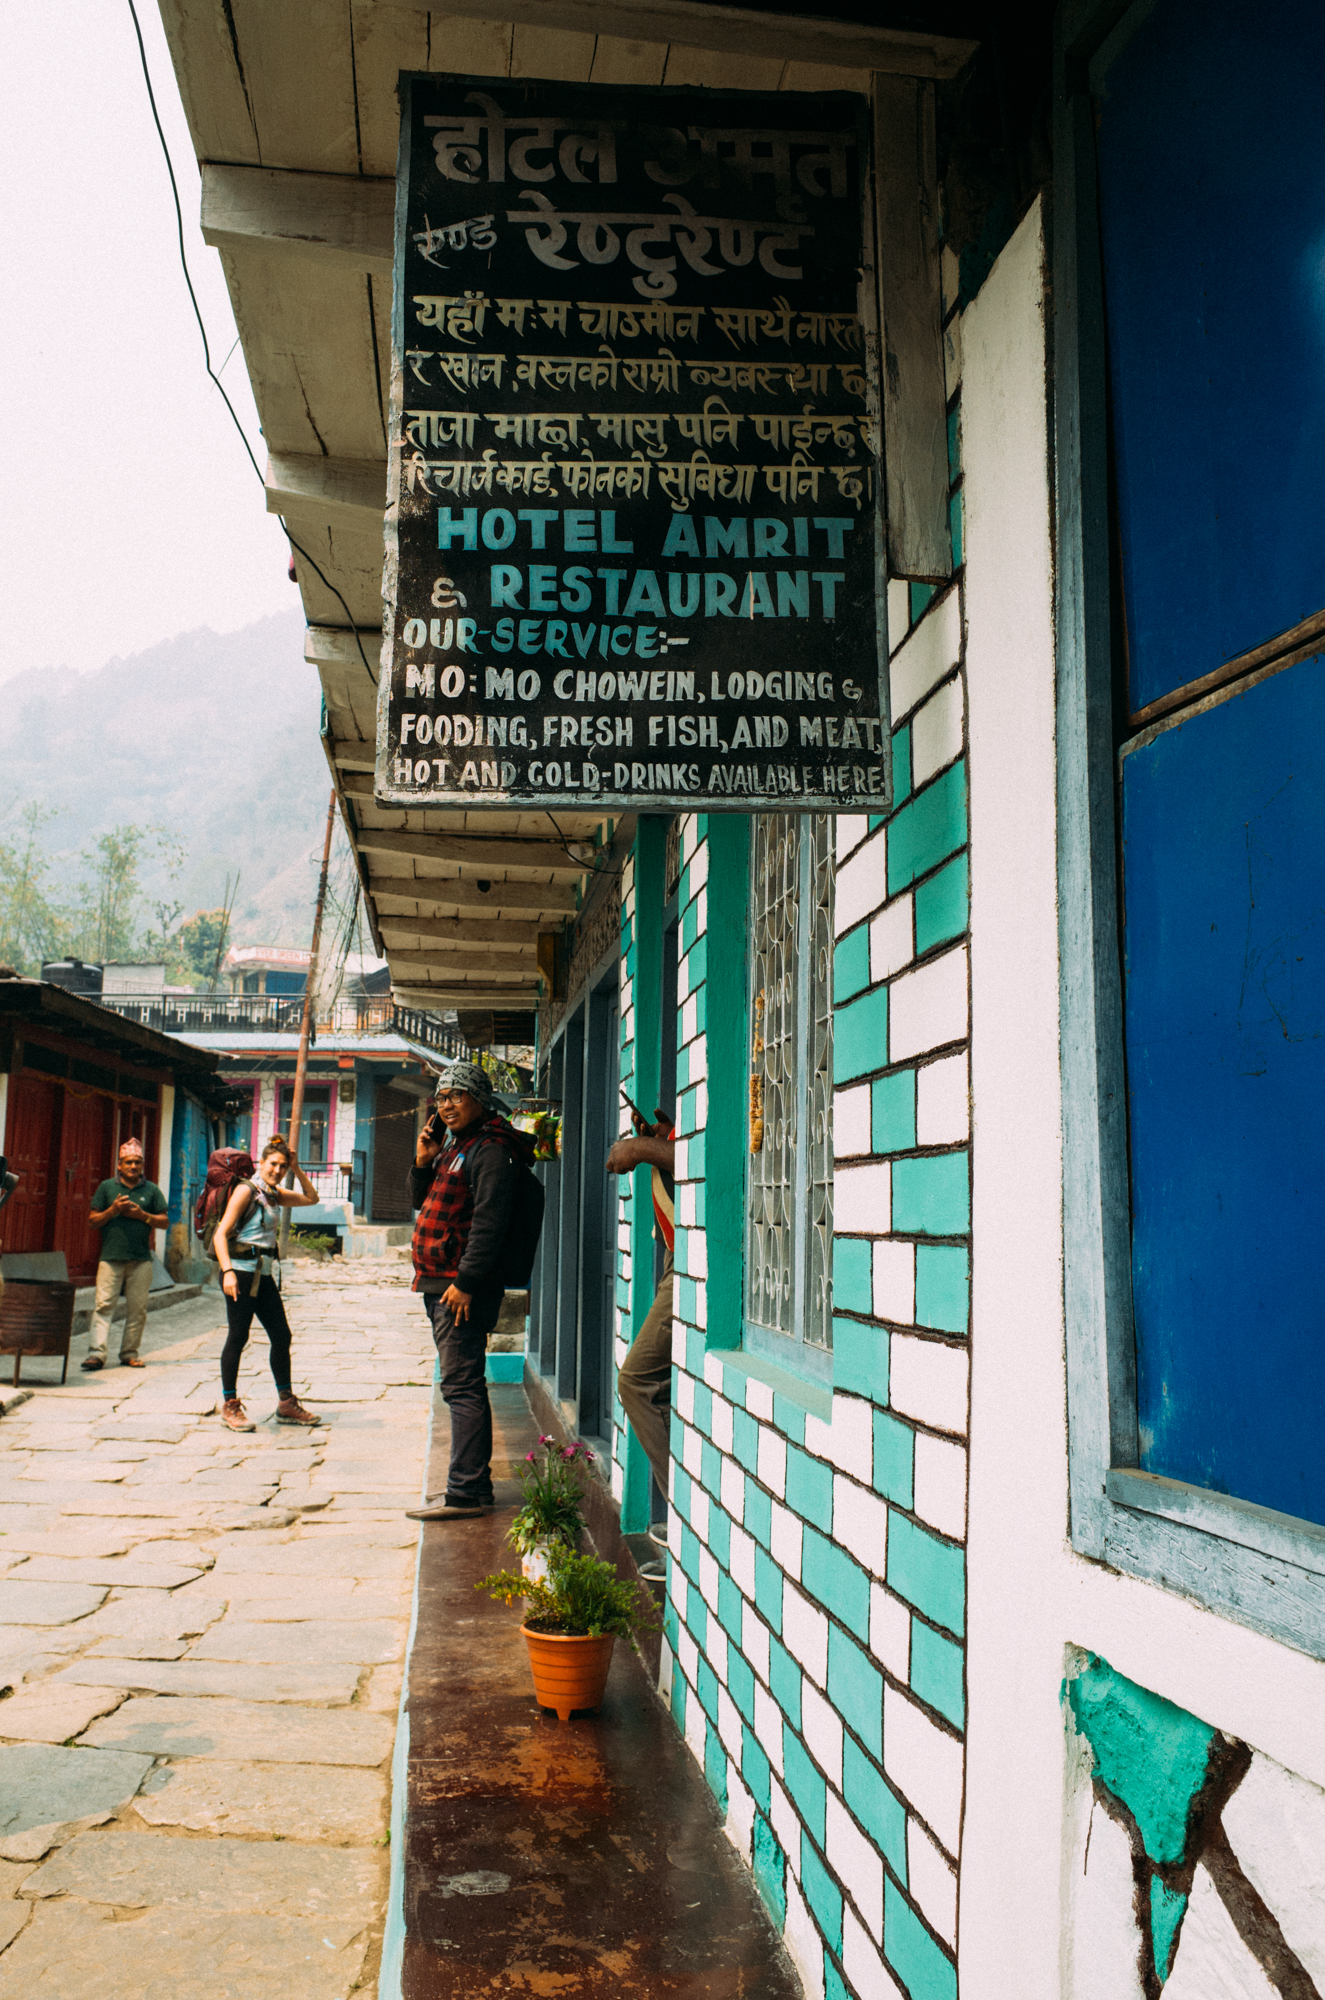 होटल अमृत
एण्ड रेष्टुरेण्ट
यहाँ म:म चाउमीन साथै नास्ता
र खान, वस्नको राम्रो ब्यबस्था छ
ताजा माछा, मासु पनि पाईन्छ र
रिचार्जकार्ड, फोनको सुबिधा पनि छ।
HOTEL AMRIT
& RESTAURANT
OUR-SERVICE:-
MO:MO CHOWEIN, LODGING &
FOODING, FRESH FISH, AND MEAT,
HOT AND COLD-DRINKS AVAILABLE HERE